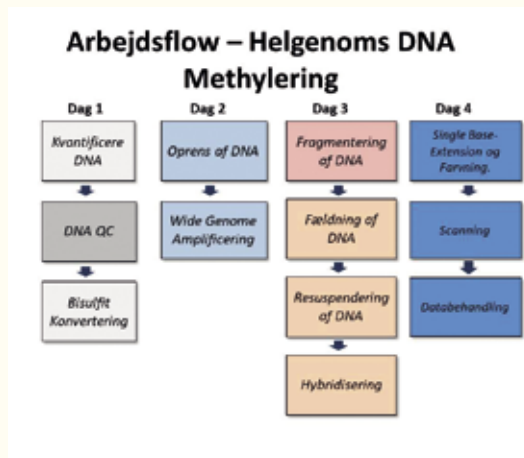 Arbejdsflow – Helgenoms DNA
Methylering
Dag 1
Dag 2
Dag 3
Dag 4
Kvantificere
DNA
DNA QC
Bisulfit
Konvertering
Oprens af DNA
Wide Genome
Amplificering
Fragmentering
af DNA
Fældning af
DNA
Resuspendering
af DNA
Hybridisering
Single Base-
Extension og
Farvning.
Scanning
Databehandling